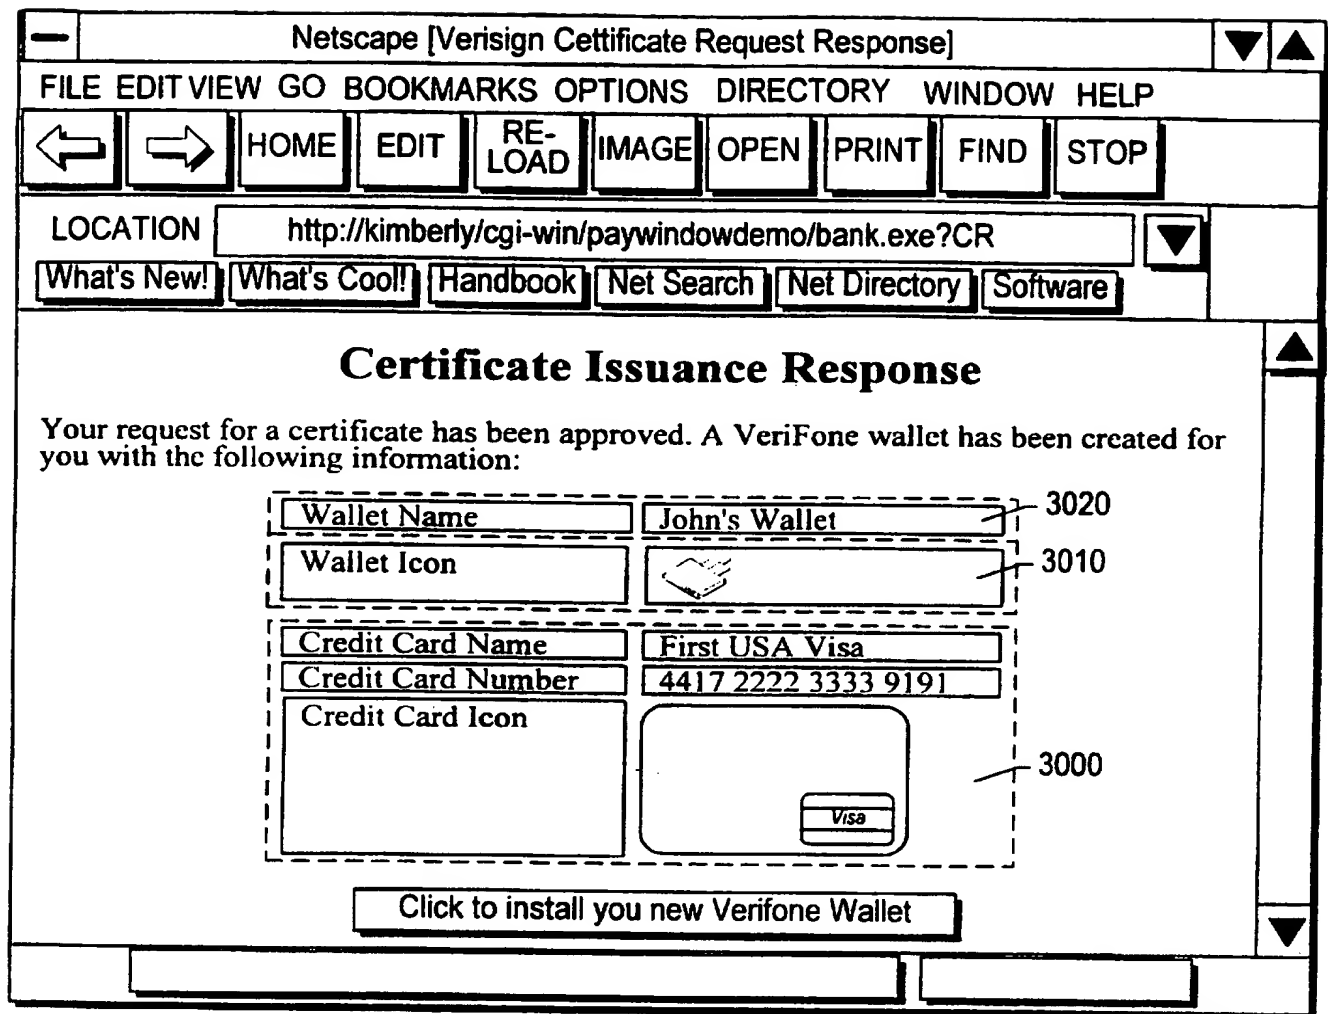 Netscape [Verisign Cettificate Request Response]
FILE EDIT VIEW GO BOOKMARKS OPTIONS DIRECTORY WINDOW HELP
HOME EDIT RE-LOAD IMAGE OPEN PRINT FIND STOP
LOCATION http://kimberly/cgi-win/paywindowdemo/bank.exe?CR
What's New! What's Cool! Handbook Net Search Net Directory Software
Certificate Issuance Response
Your request for a certificate has been approved. A VeriFone wallet has been created for
you with the following information:
Wallet Name John's Wallet 3020
Wallet Icon 3010
Credit Card Name First USA Visa
Credit Card Number 4417 2222 3333 9191
Credit Card Icon
Visa
3000
Click to install you new Verifone Wallet